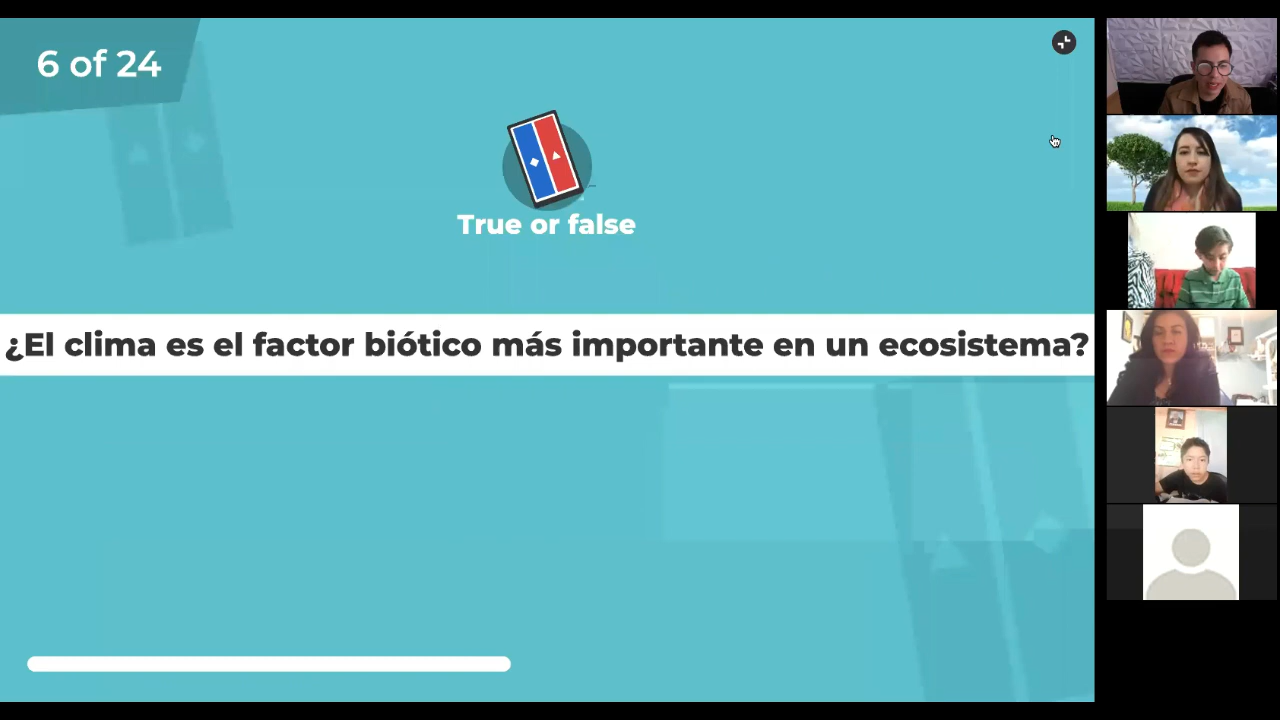 6 of 24
True or false
¿El clima es el factor biótico más importante en un ecosistema?